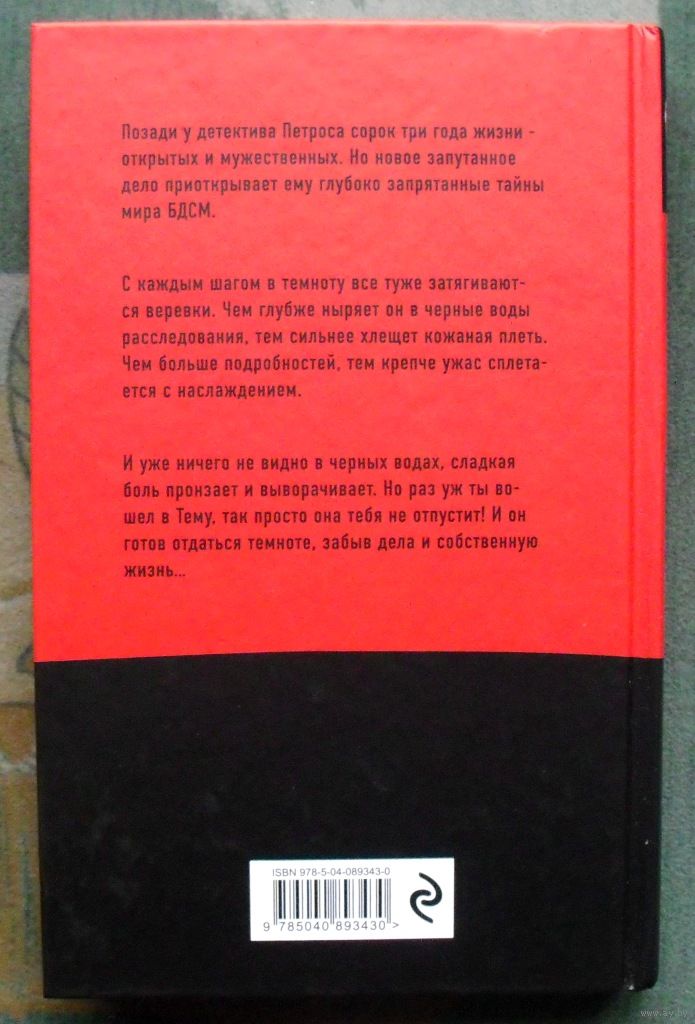 Позади у детектива Петроса сорок три года жизни -
открытых и мужественных. Но новое запутанное
дело приоткрывает ему глубоко запрятанные тайны
мира БДСМ.
С каждым шагом в темноту все туже затягивают-
ся веревки. Чем глубже ныряет он в черные воды
расследования, тем сильнее хлещет кожаная плеть.
Чем больше подробностей, тем крепче ужас сплета-
ется с наслаждением.
И уже ничего не видно в черных водах, сладкая
боль пронзает и выворачивает. Но раз уж ты во-
шел в Тему, так просто она тебя не отпустит! И он
готов отдаться темноте, забыв дела и собственную
жизнь...
ISBN 978-5-04-089343-0
9 785040 893430 >
www.ay.by